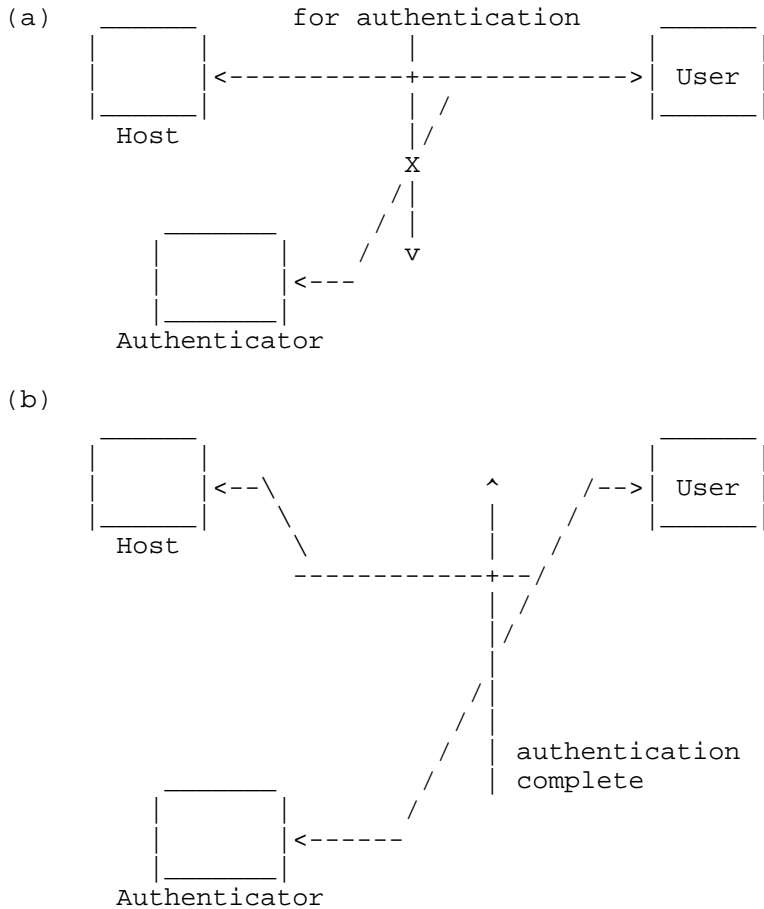 (a) for authentication
User
Host
Authenticator
(b)
User
Host
authentication
complete
Authenticator